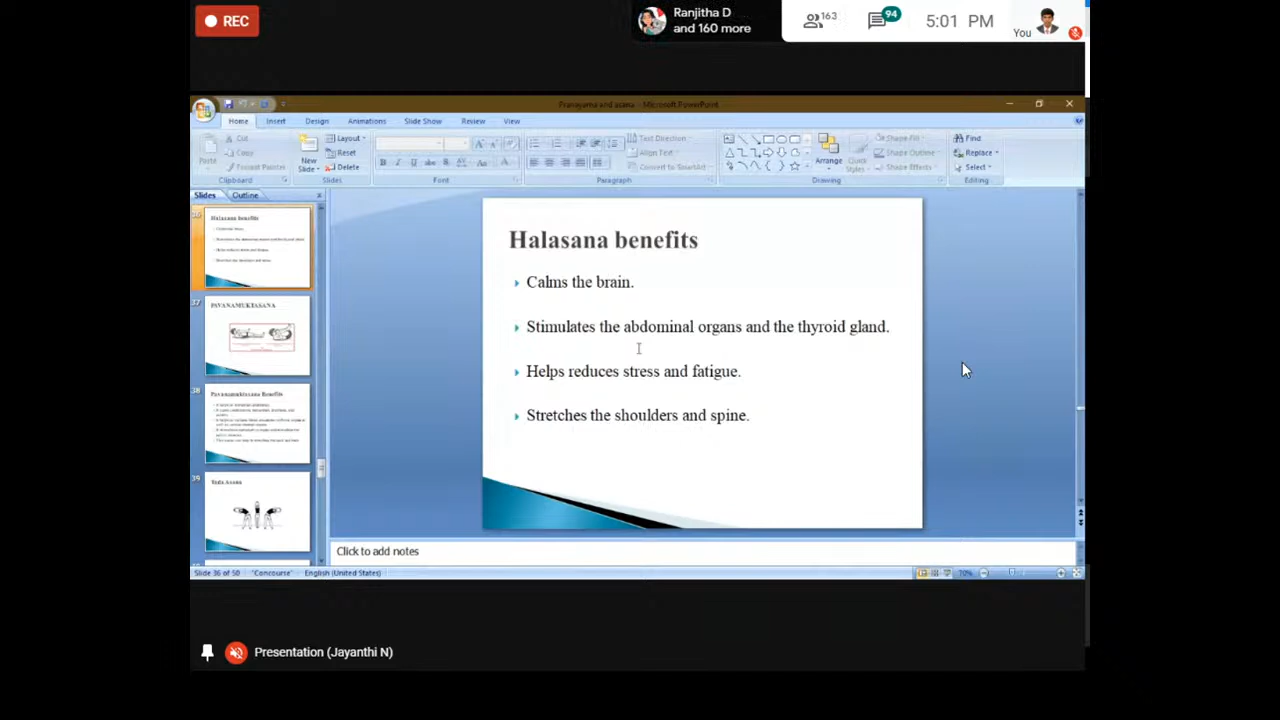 REC
Ranjitha D
and 160 more
163
94
5:01 PM
You
Pranayama and asana - Microsoft PowerPoint
Home Insert Design Animations Slide Show Review View
Cut
Copy
Format Painter
Paste
Clipboard
New
Slide
Layout
Reset
Delete
Slides
Font
Paragraph
Text Direction
Align Text
Convert to SmartArt
Arrange
Quick
Styles
Shape Fill
Shape Outline
Shape Effects
Drawing
Find
Replace
Select
Editing
Slides Outline
Halasana benefits
37
PAVANAMUKTASANA
38
Pavanamuktasana Benefits
39
Halasana benefits
Calms the brain.
Stimulates the abdominal organs and the thyroid gland.
Helps reduces stress and fatigue.
Stretches the shoulders and spine.
Click to add notes
Slide 36 of 50 "Concourse" English (United States)
70%
Presentation (Jayanthi N)